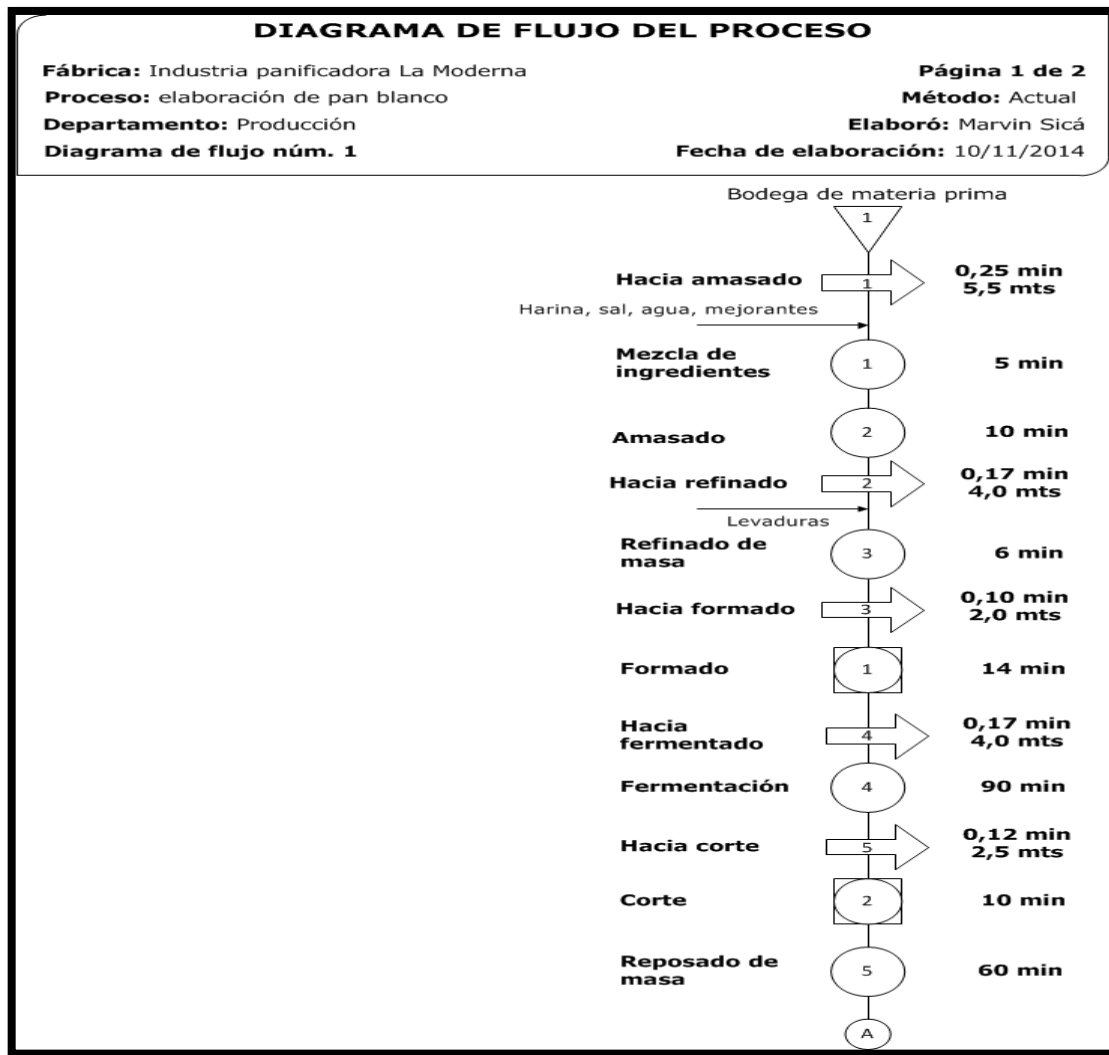 DIAGRAMA DE FLUJO DEL PROCESO
Fábrica: Industria panificadora La Moderna
Página 1 de 2
Proceso: elaboración de pan blanco
Método: Actual
Departamento: Producción
Elaboró: Marvin Sicá
Diagrama de flujo núm. 1
Fecha de elaboración: 10/11/2014
Bodega de materia prima
1
Hacia amasado
1
0,25 min
5,5 mts
Harina, sal, agua, mejorantes
Mezcla de
ingredientes
1
5 min
Amasado
2
10 min
Hacia refinado
2
0,17 min
4,0 mts
Levaduras
Refinado de
masa
3
6 min
Hacia formado
3
0,10 min
2,0 mts
Formado
1
14 min
Hacia
fermentado
4
0,17 min
4,0 mts
Fermentación
4
90 min
Hacia corte
5
0,12 min
2,5 mts
Corte
2
10 min
Reposado de
masa
5
60 min
A